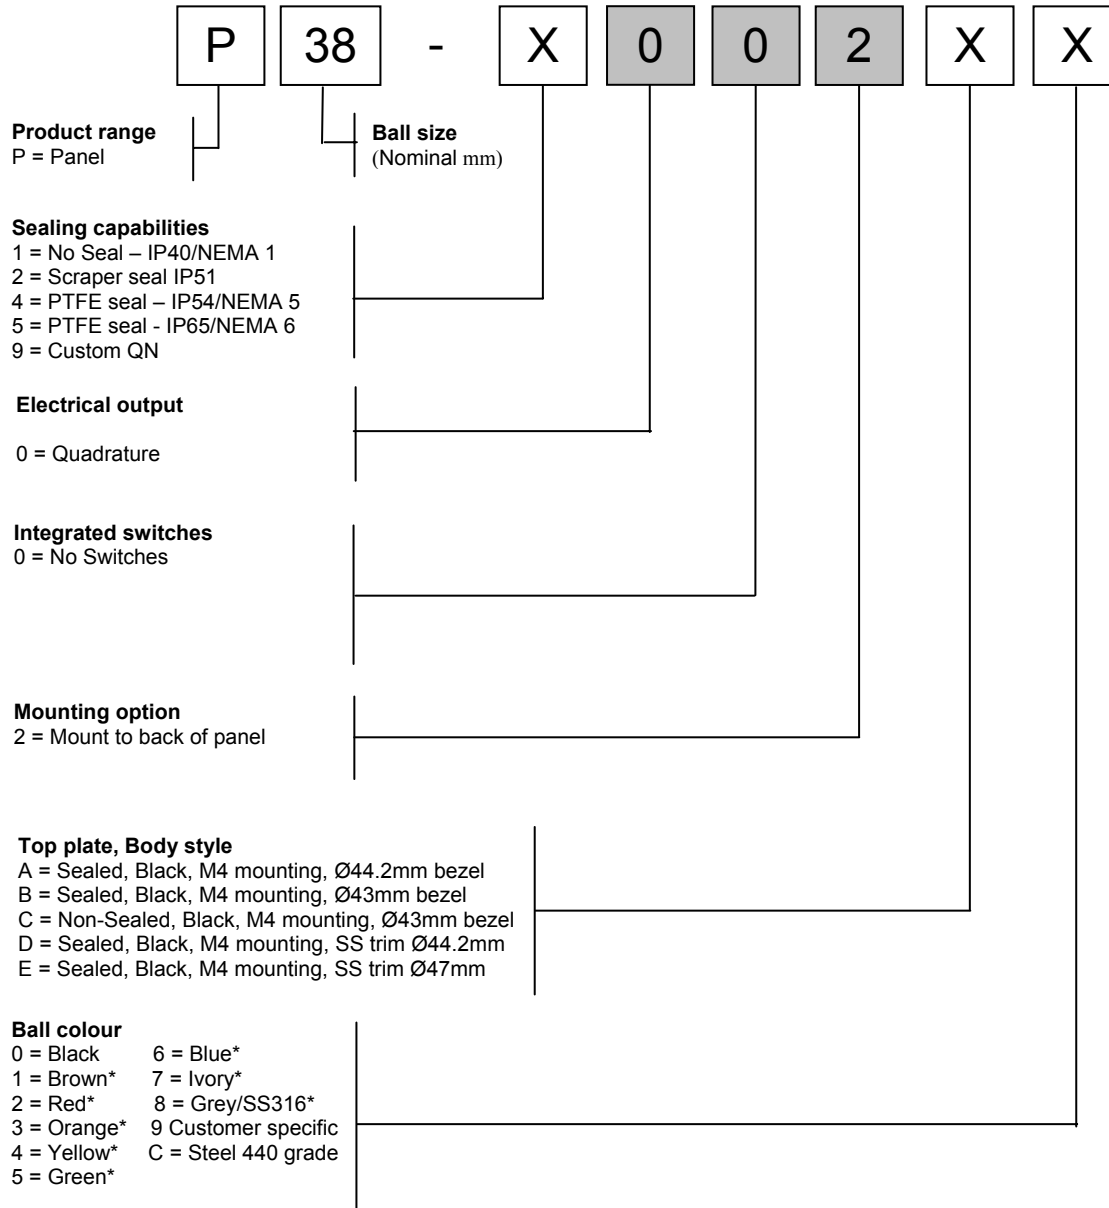 P 38 - X 0 0 2 X X
Product range
P = Panel
Ball size
(Nominal mm)
Sealing capabilities
1 = No Seal – IP40/NEMA 1
2 = Scraper seal IP51
4 = PTFE seal – IP54/NEMA 5
5 = PTFE seal - IP65/NEMA 6
9 = Custom QN
Electrical output
0 = Quadrature
Integrated switches
0 = No Switches
Mounting option
2 = Mount to back of panel
Top plate, Body style
A = Sealed, Black, M4 mounting, Ø44.2mm bezel
B = Sealed, Black, M4 mounting, Ø43mm bezel
C = Non-Sealed, Black, M4 mounting, Ø43mm bezel
D = Sealed, Black, M4 mounting, SS trim Ø44.2mm
E = Sealed, Black, M4 mounting, SS trim Ø47mm
Ball colour
0 = Black 6 = Blue*
1 = Brown* 7 = Ivory*
2 = Red* 8 = Grey/SS316*
3 = Orange* 9 Customer specific
4 = Yellow* C = Steel 440 grade
5 = Green*